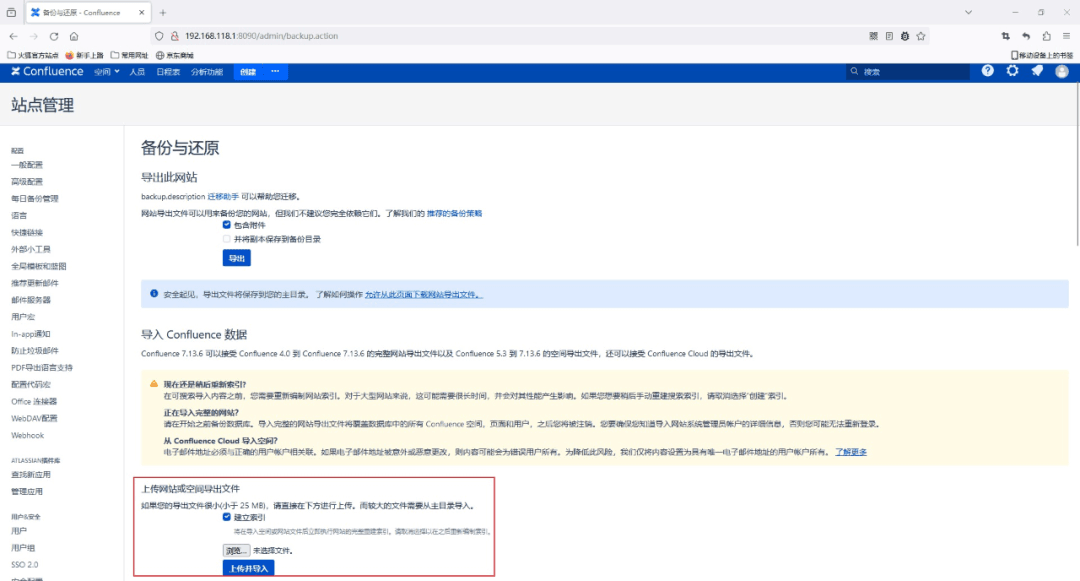 备份与还原 - Confluence
192.168.118.1:8090/admin/backup.action
火狐官方站点 新手上路 常用网址 京东商城 移动设备上的书签
Confluence 空间 人员 日程表 分析功能 创建 ··· 搜索
站点管理
配置
一般配置
高级配置
每日备份管理
语言
快捷链接
外部小工具
全局模板和蓝图
推荐更新邮件
邮件服务器
用户宏
In-app通知
防止垃圾邮件
PDF导出语言支持
配置代码宏
Office 连接器
WebDAV配置
Webhook
ATLASSIAN插件库
查找新应用
管理应用
用户&安全
用户
用户组
SSO 2.0
安全配置
备份与还原
导出此网站
backup.description 迁移助手 可以帮助您迁移。
网站导出文件可以用来备份您的网站，但我们不建议您完全依赖它们。了解我们的 推荐的备份策略
包含附件
并将副本保存到备份目录
导出
安全起见，导出文件将保存到您的主目录。 了解如何操作 允许从此页面下载网站导出文件。
导入 Confluence 数据
Confluence 7.13.6 可以接受 Confluence 4.0 到 Confluence 7.13.6 的完整网站导出文件以及 Confluence 5.3 到 7.13.6 的空间导出文件，还可以接受 Confluence Cloud 的导出文件。
现在还是稍后重新索引?
在可搜索导入内容之前，您需要重新编制网站索引。对于大型网站来说，这可能需要很长时间，并会对其性能产生影响。如果您想要稍后手动重建搜索索引，请取消选择“创建”索引。
正在导入完整的网站?
请在开始之前备份数据库。导入完整的网站导出文件将覆盖数据库中的所有 Confluence 空间，页面和用户，之后您将被注销。您要确保您知道导入网站系统管理员帐户的详细信息，否则您可能无法重新登录。
从 Confluence Cloud 导入空间?
电子邮件地址必须与正确的用户帐户相关联。如果电子邮件地址被意外或恶意更改，则内容可能会为错误用户所有。为降低此风险，我们仅将内容设置为具有唯一电子邮件地址的用户帐户所有。 了解更多
上传网站或空间导出文件
如果您的导出文件很小(小于 25 MB)，请直接在下方进行上传。而较大的文件需要从主目录导入。
建立索引
请在导入空间或网站文件后立即执行网站的完整重建索引。请取消选择以在之后重新编制索引。
浏览... 未选择文件。
上传并导入